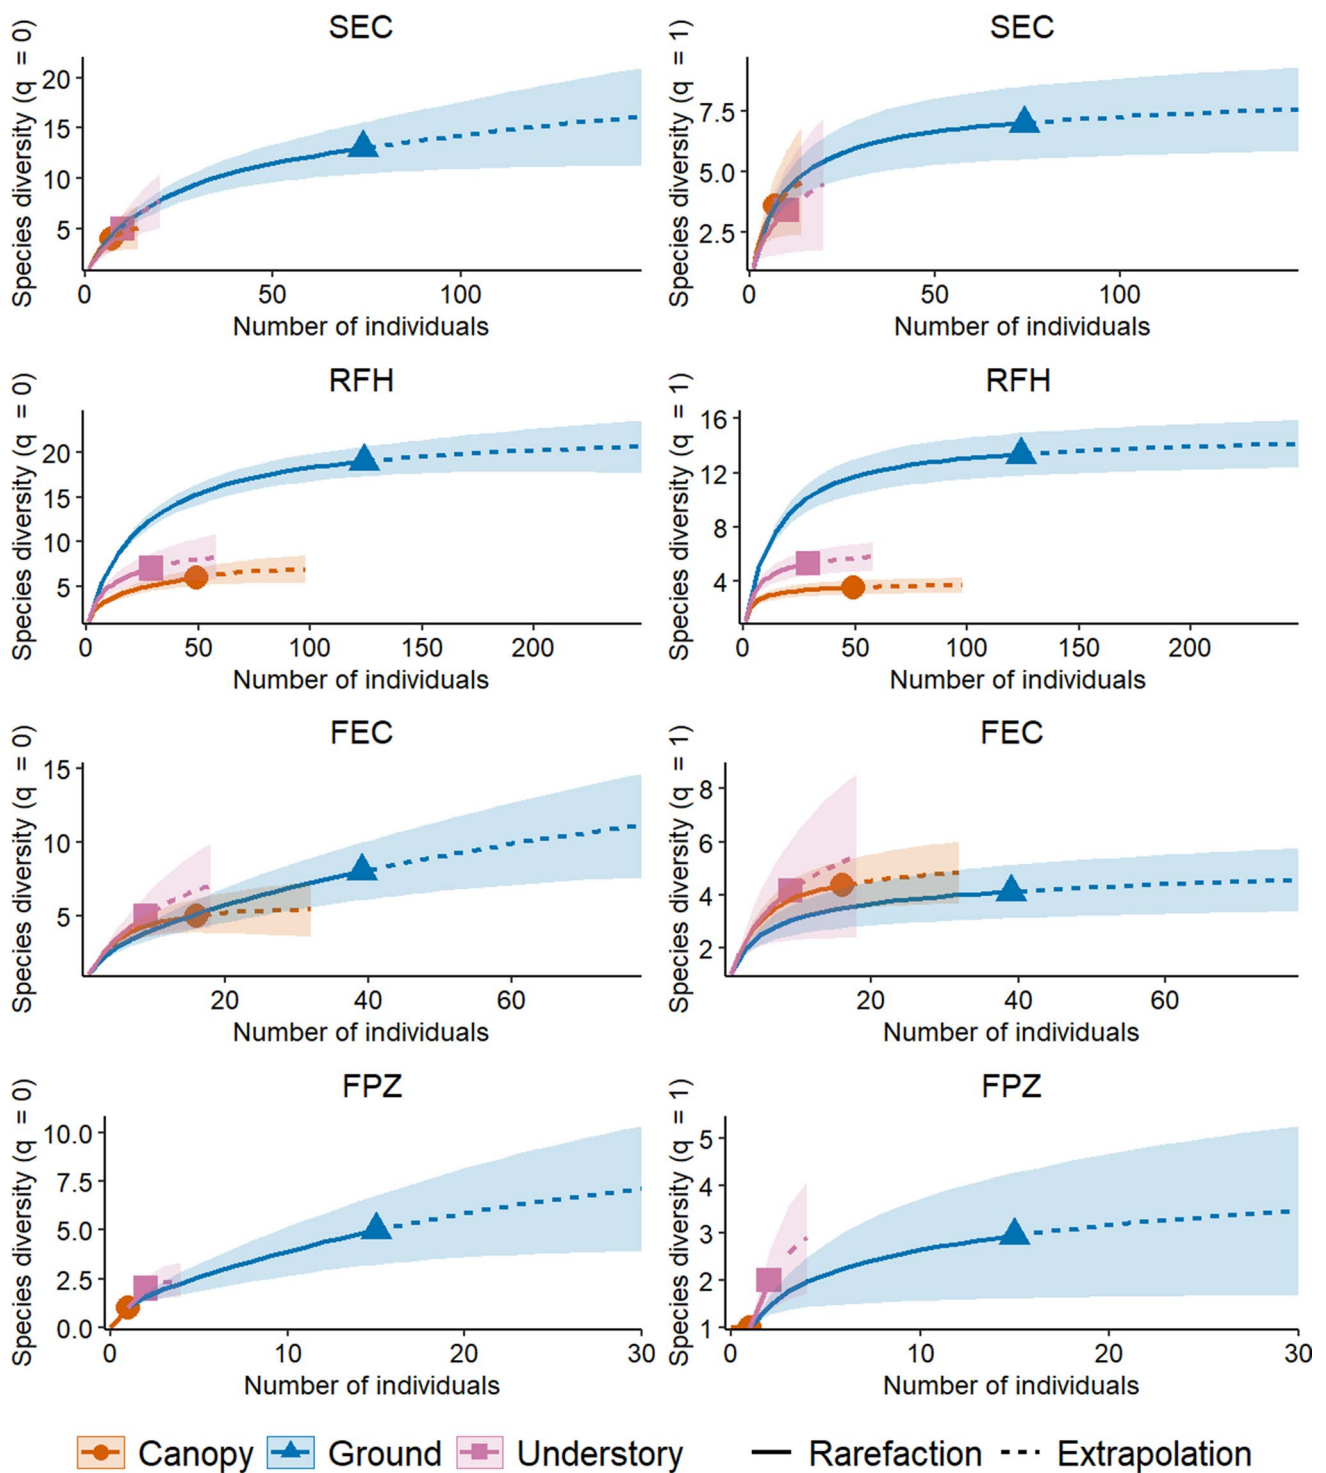 SEC
Species diversity (q = 0)
20
15
10
5
0
50
100
Number of individuals
SEC
Species diversity (q = 1)
7.5
5.0
2.5
0
50
100
Number of individuals
RFH
Species diversity (q = 0)
20
15
10
5
0
50
100
150
200
Number of individuals
RFH
Species diversity (q = 1)
16
12
8
4
0
50
100
150
200
Number of individuals
FEC
Species diversity (q = 0)
15
10
5
20
40
60
Number of individuals
FEC
Species diversity (q = 1)
8
6
4
2
20
40
60
Number of individuals
FPZ
Species diversity (q = 0)
10.0
7.5
5.0
2.5
0.0
0
10
20
30
Number of individuals
FPZ
Species diversity (q = 1)
5
4
3
2
1
0
10
20
30
Number of individuals
Canopy Ground Understory Rarefaction Extrapolation